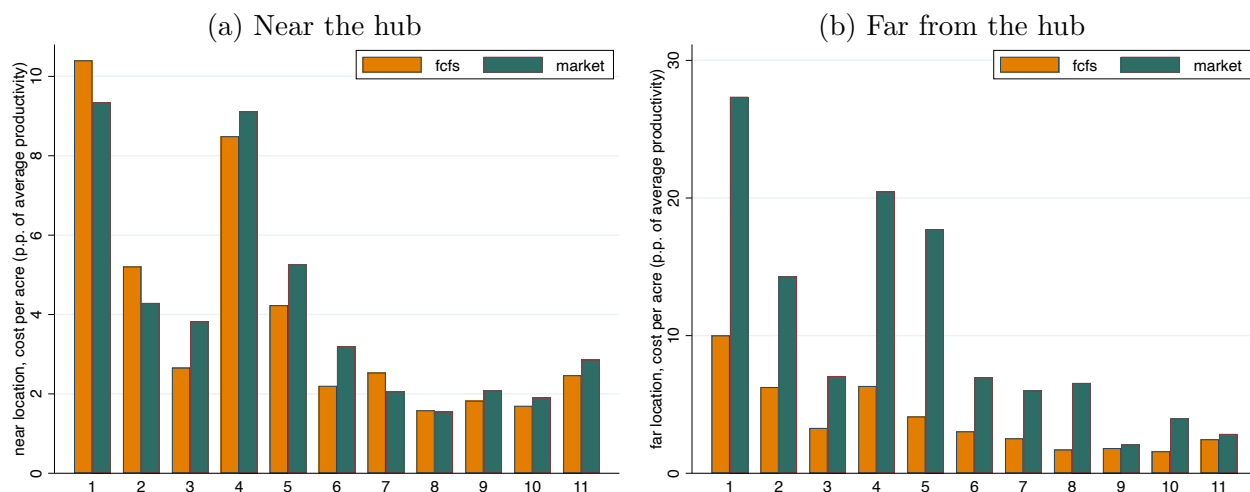 (a) Near the hub
fcfs market
near location, cost per acre (p.p. of average productivity)
10
8
6
4
2
0
1 2 3 4 5 6 7 8 9 10 11
(b) Far from the hub
fcfs market
far location, cost per acre (p.p. of average productivity)
30
20
10
0
1 2 3 4 5 6 7 8 9 10 11